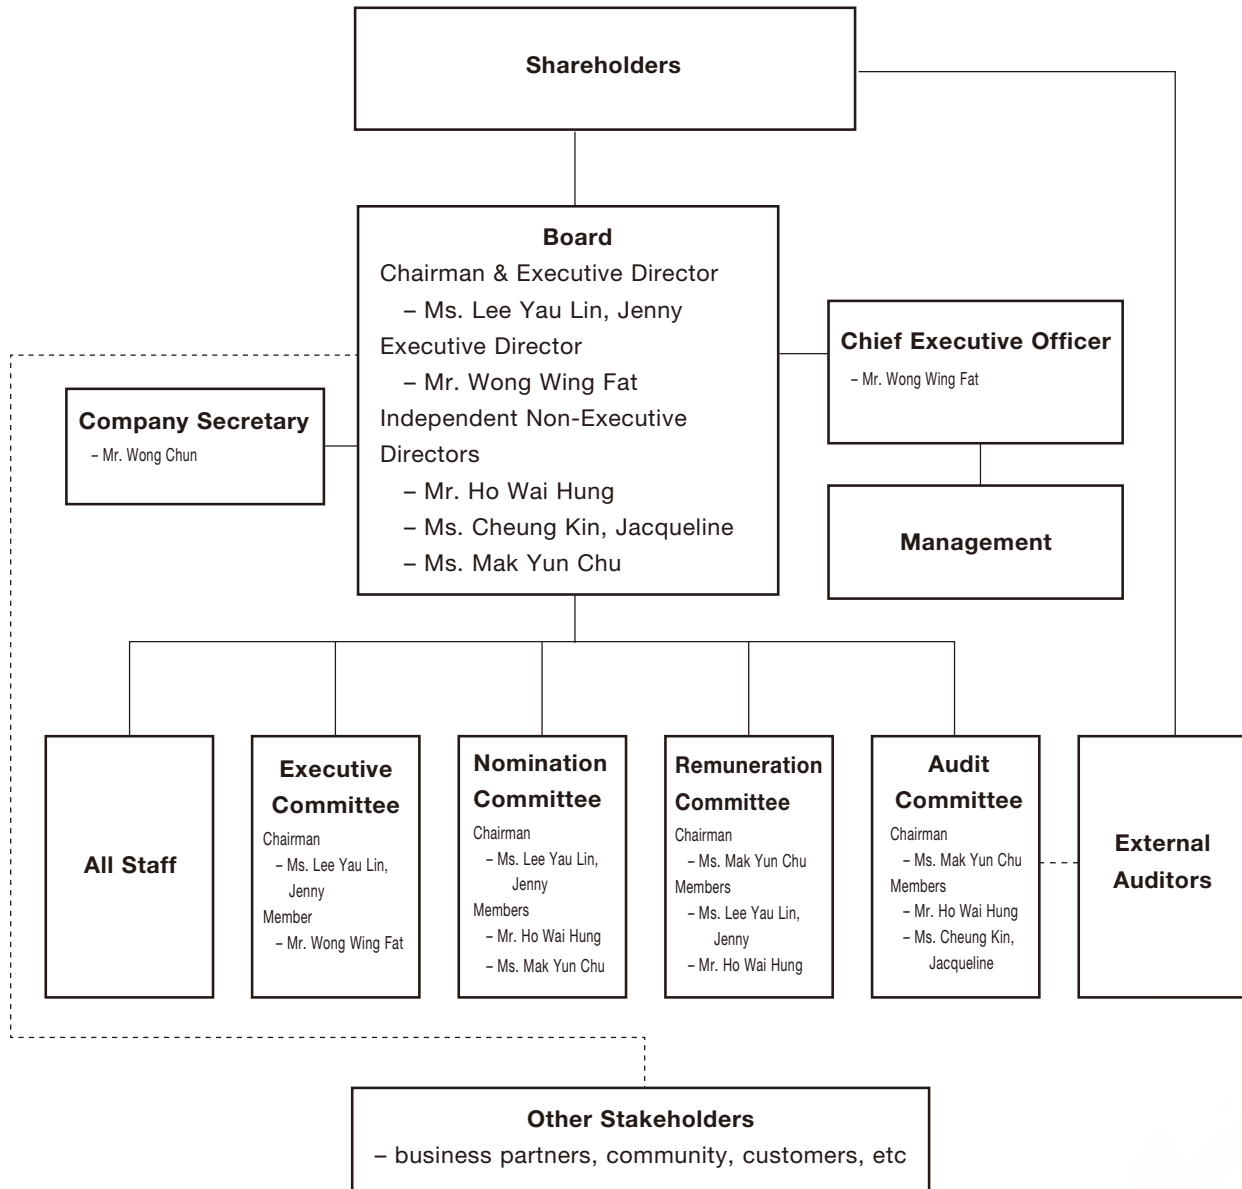 Shareholders
Board
Chairman & Executive Director
– Ms. Lee Yau Lin, Jenny
Executive Director
– Mr. Wong Wing Fat
Independent Non-Executive
Directors
– Mr. Ho Wai Hung
– Ms. Cheung Kin, Jacqueline
– Ms. Mak Yun Chu
Chief Executive Officer
– Mr. Wong Wing Fat
Company Secretary
– Mr. Wong Chun
Management
All Staff
Executive
Committee
Chairman
– Ms. Lee Yau Lin,
Jenny
Member
– Mr. Wong Wing Fat
Nomination
Committee
Chairman
– Ms. Lee Yau Lin,
Jenny
Members
– Mr. Ho Wai Hung
– Ms. Mak Yun Chu
Remuneration
Committee
Chairman
– Ms. Mak Yun Chu
Members
– Ms. Lee Yau Lin,
Jenny
– Mr. Ho Wai Hung
Audit
Committee
Chairman
– Ms. Mak Yun Chu
Members
– Mr. Ho Wai Hung
– Ms. Cheung Kin,
Jacqueline
External
Auditors
Other Stakeholders
– business partners, community, customers, etc